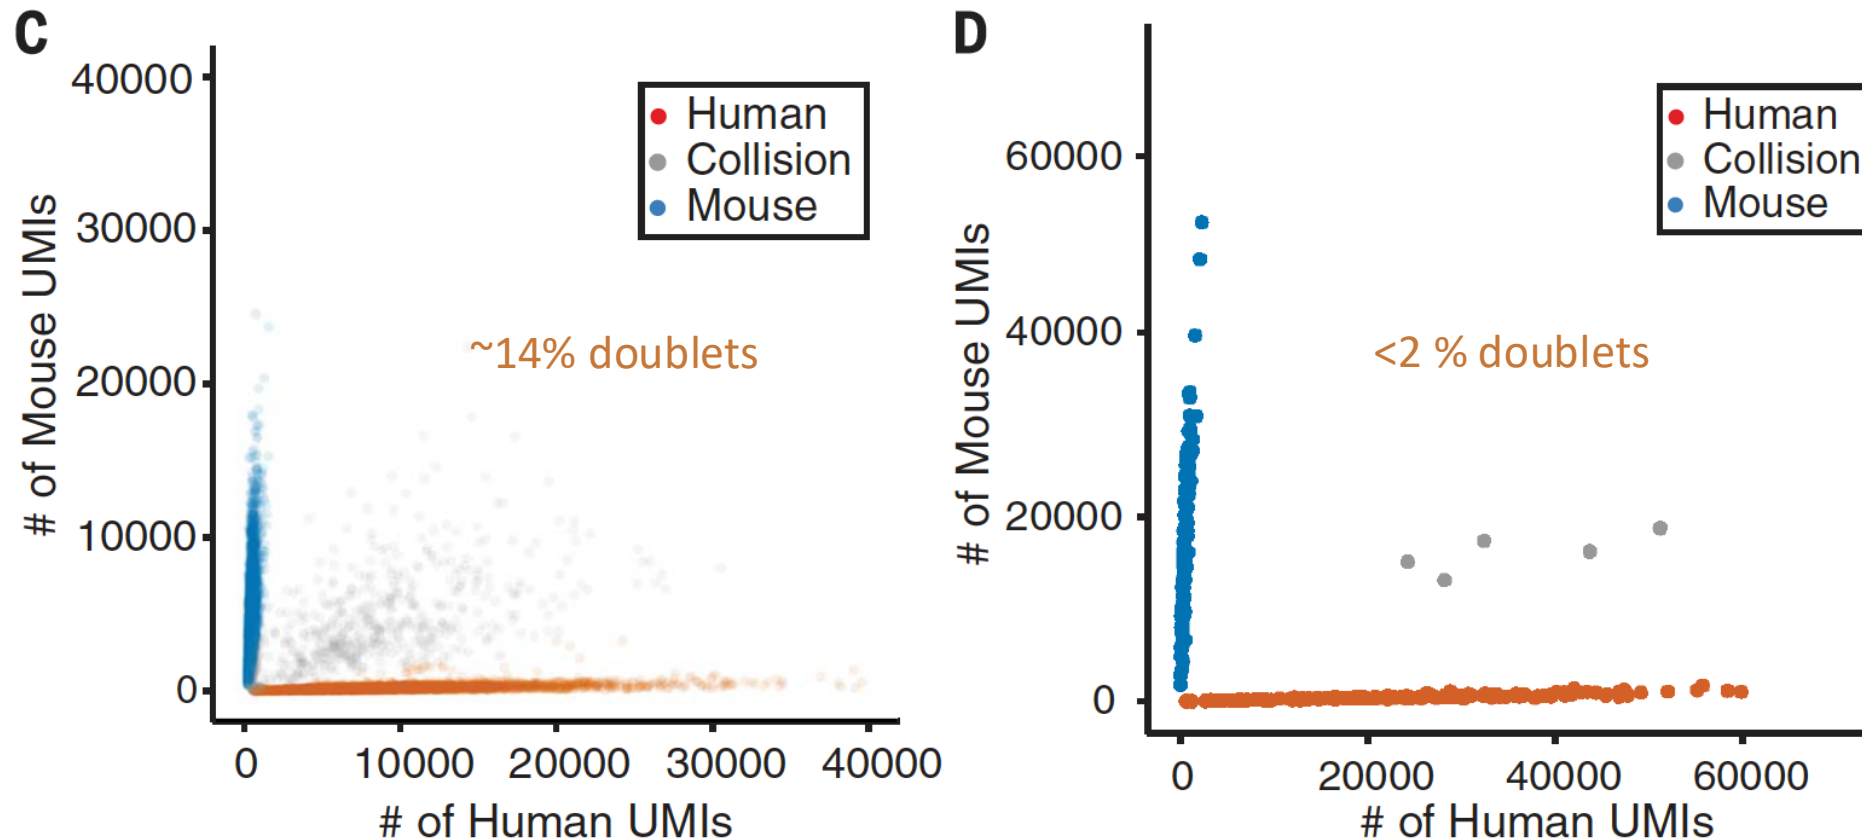 C
# of Mouse UMIs
40000
30000
20000
10000
0
Human
Collision
Mouse
~14% doublets
0 10000 20000 30000 40000
# of Human UMIs
D
# of Mouse UMIs
60000
40000
20000
0
Human
Collision
Mouse
<2 % doublets
0 20000 40000 60000
# of Human UMIs